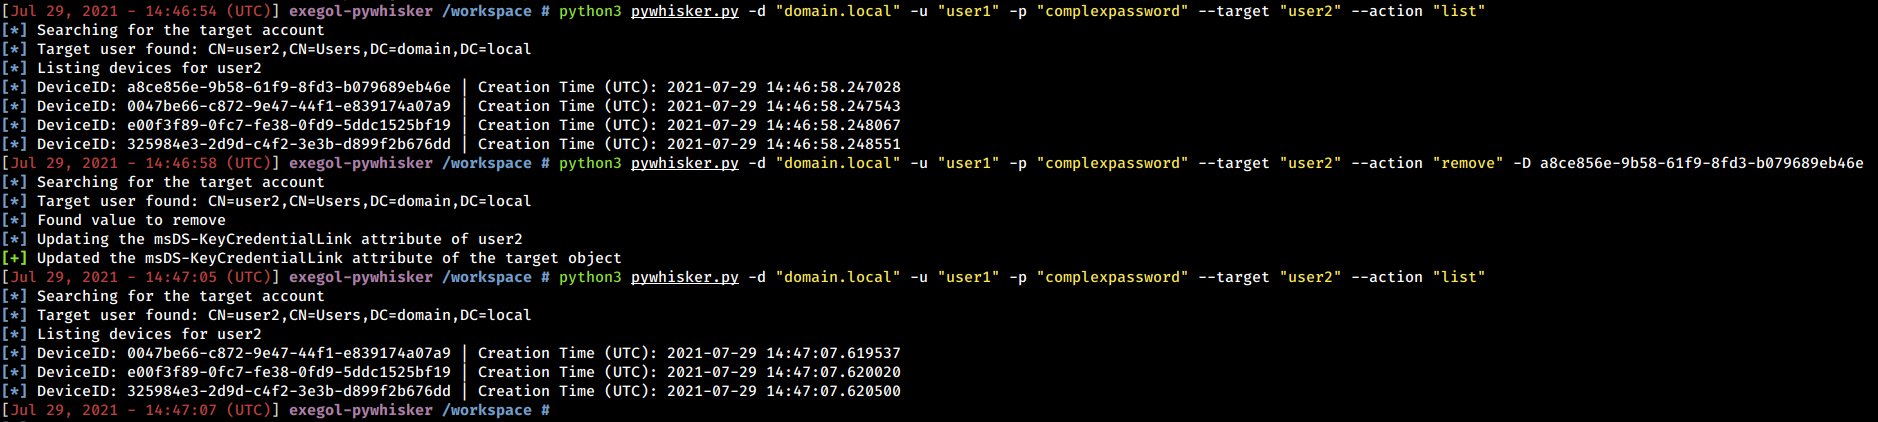 [Jul 29, 2021 - 14:46:54 (UTC)] exegol-pywhisker /workspace # python3 pywhisker.py -d "domain.local" -u "user1" -p "complexpassword" --target "user2" --action "list"
[*] Searching for the target account
[*] Target user found: CN=user2,CN=Users,DC=domain,DC=local
[*] Listing devices for user2
[*] DeviceID: a8ce856e-9b58-61f9-8fd3-b079689eb46e | Creation Time (UTC): 2021-07-29 14:46:58.247028
[*] DeviceID: 0047be66-c872-9e47-44f1-e839174a07a9 | Creation Time (UTC): 2021-07-29 14:46:58.247543
[*] DeviceID: e00f3f89-0fc7-fe38-0fd9-5ddc1525bf19 | Creation Time (UTC): 2021-07-29 14:46:58.248067
[*] DeviceID: 325984e3-2d9d-c4f2-3e3b-d899f2b676dd | Creation Time (UTC): 2021-07-29 14:46:58.248551
[Jul 29, 2021 - 14:46:58 (UTC)] exegol-pywhisker /workspace # python3 pywhisker.py -d "domain.local" -u "user1" -p "complexpassword" --target "user2" --action "remove" -D a8ce856e-9b58-61f9-8fd3-b079689eb46e
[*] Searching for the target account
[*] Target user found: CN=user2,CN=Users,DC=domain,DC=local
[*] Found value to remove
[*] Updating the msDS-KeyCredentialLink attribute of user2
[+] Updated the msDS-KeyCredentialLink attribute of the target object
[Jul 29, 2021 - 14:47:05 (UTC)] exegol-pywhisker /workspace # python3 pywhisker.py -d "domain.local" -u "user1" -p "complexpassword" --target "user2" --action "list"
[*] Searching for the target account
[*] Target user found: CN=user2,CN=Users,DC=domain,DC=local
[*] Listing devices for user2
[*] DeviceID: 0047be66-c872-9e47-44f1-e839174a07a9 | Creation Time (UTC): 2021-07-29 14:47:07.619537
[*] DeviceID: e00f3f89-0fc7-fe38-0fd9-5ddc1525bf19 | Creation Time (UTC): 2021-07-29 14:47:07.620020
[*] DeviceID: 325984e3-2d9d-c4f2-3e3b-d899f2b676dd | Creation Time (UTC): 2021-07-29 14:47:07.620500
[Jul 29, 2021 - 14:47:07 (UTC)] exegol-pywhisker /workspace #